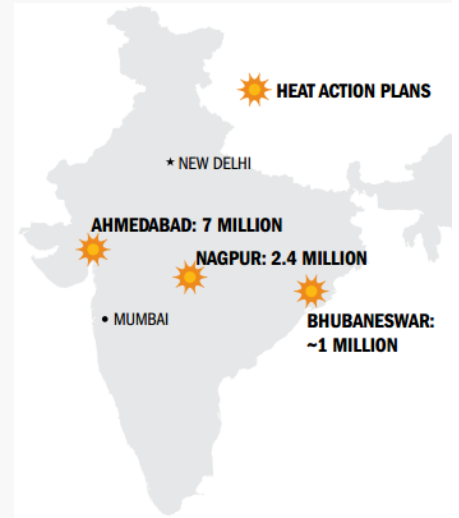 HEAT ACTION PLANS
★ NEW DELHI
AHMEDABAD: 7 MILLION
NAGPUR: 2.4 MILLION
• MUMBAI
BHUBANESWAR:
~1 MILLION